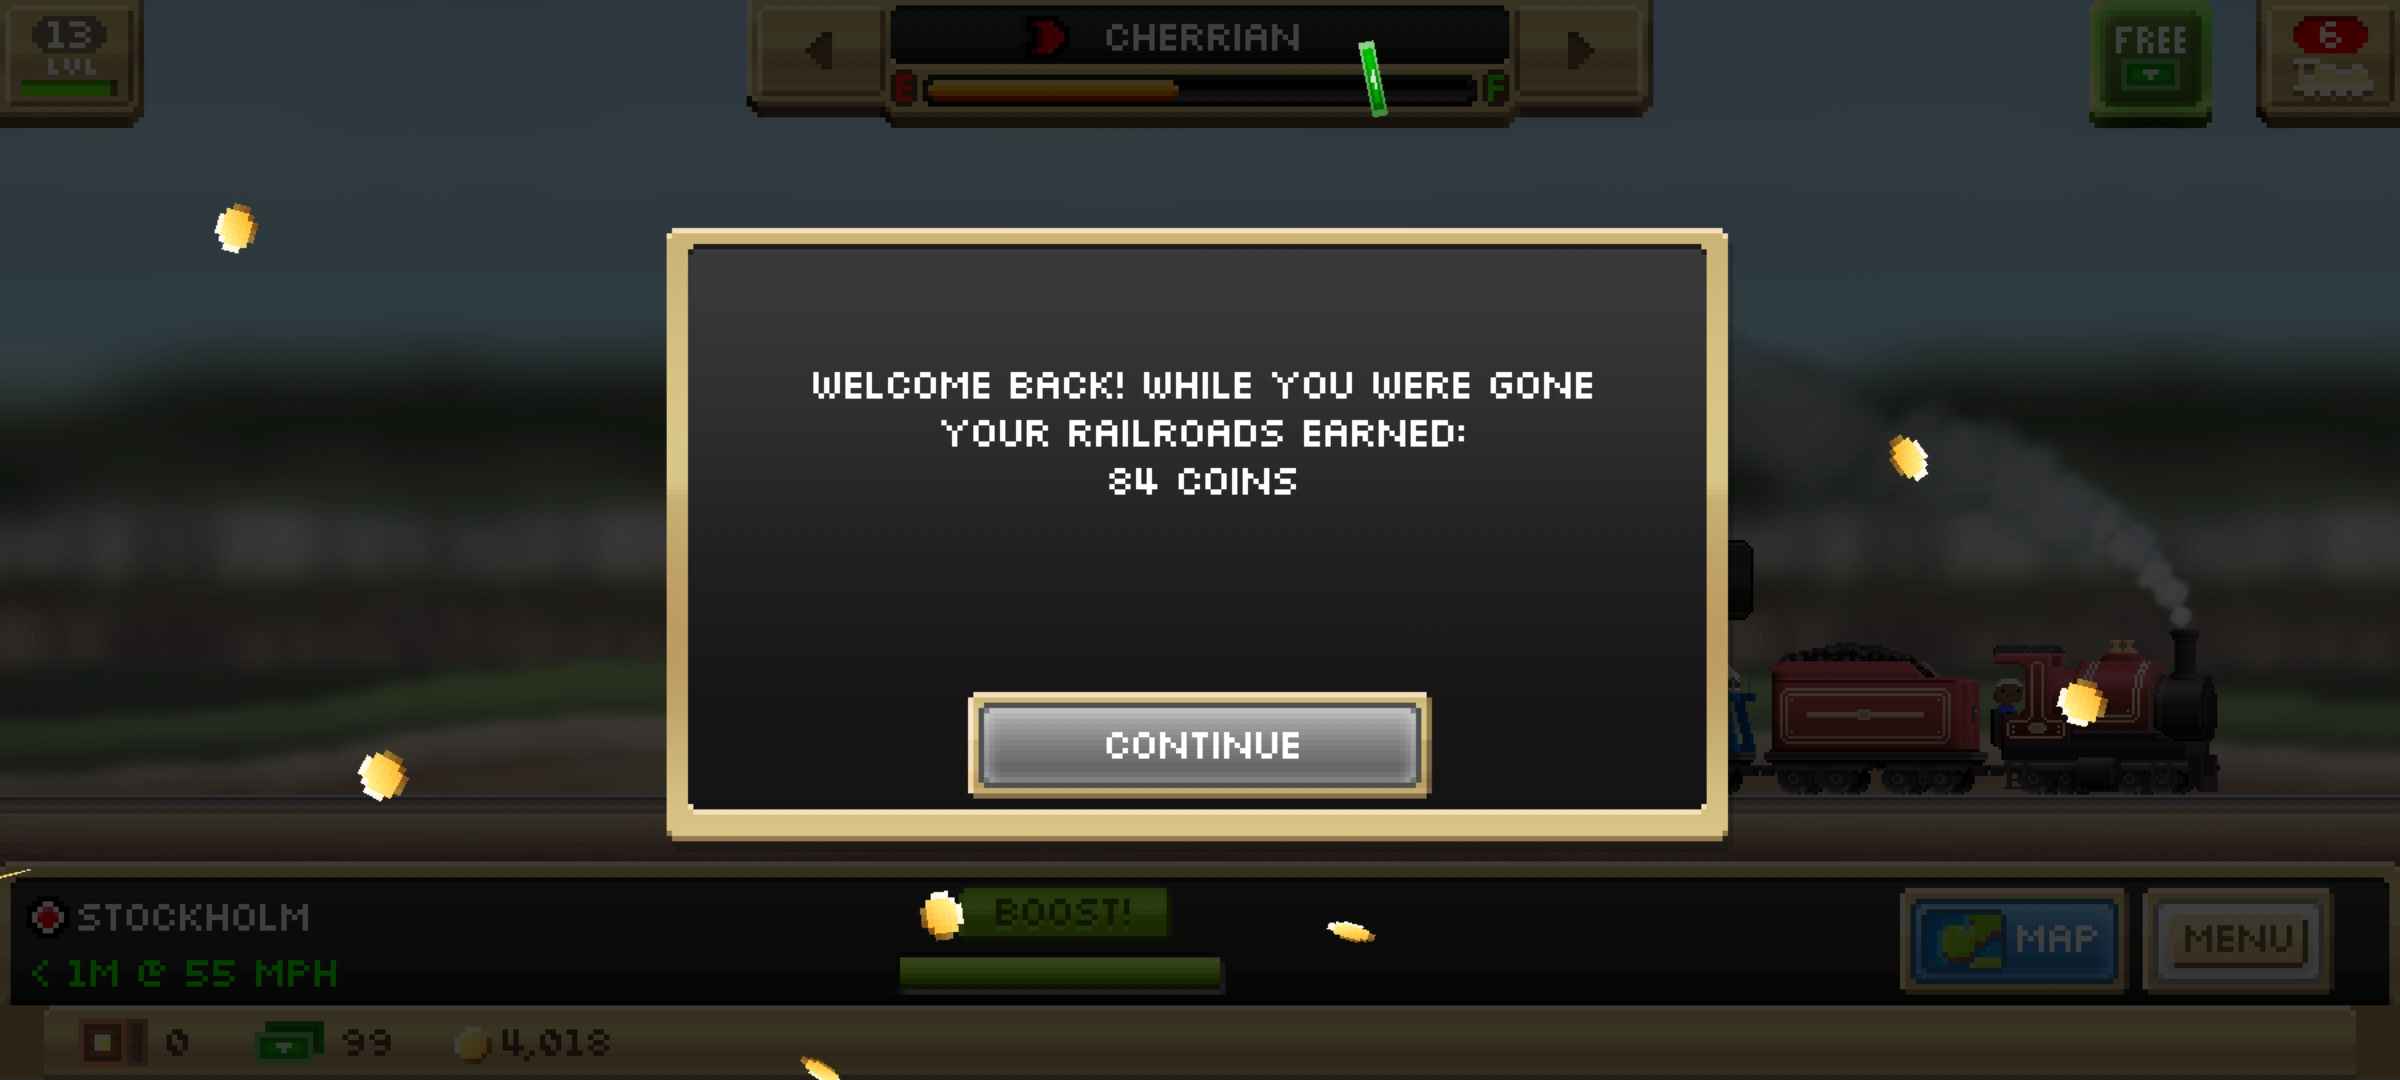 13
LVL
CHERRIAN
E
F
FREE
6
WELCOME BACK! WHILE YOU WERE GONE
YOUR RAILROADS EARNED:
84 COINS
CONTINUE
STOCKHOLM
< 1M @ 55 MPH
BOOST!
MAP
MENU
0
99
4,018